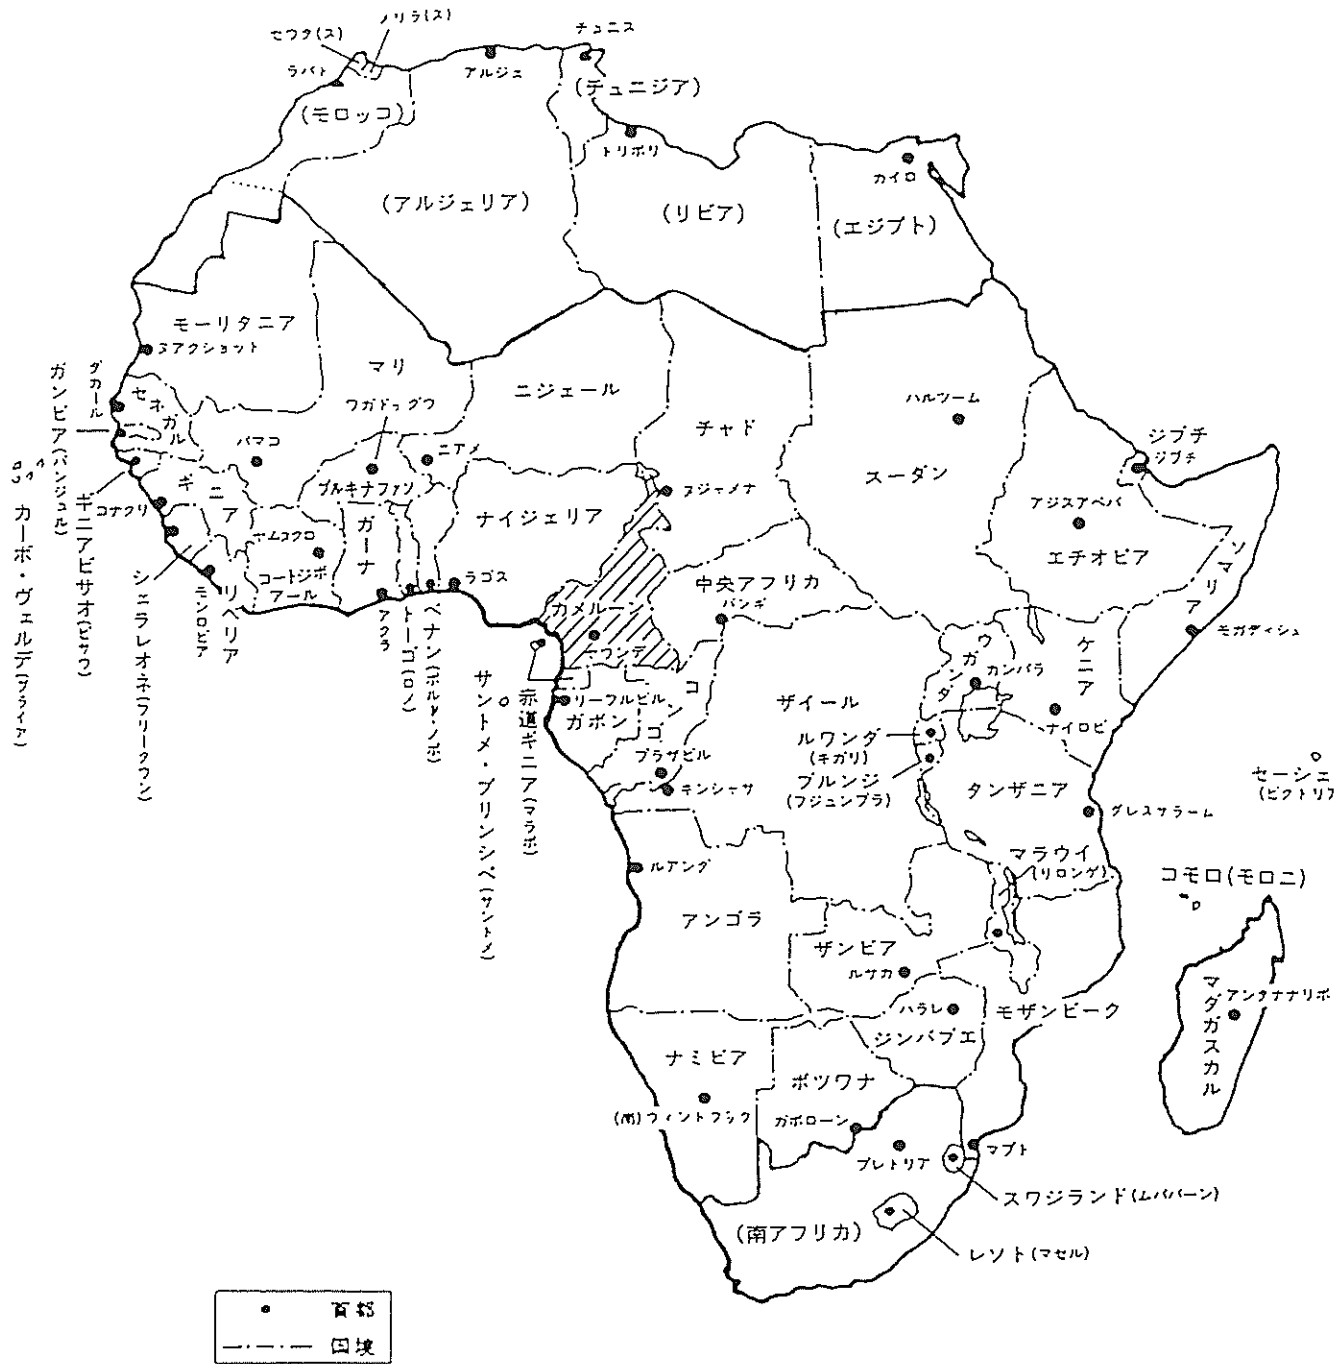 メリラ(ス)
セウタ(ス)
チュニス
ラバト
アルジェ
(チュニジア)
(モロッコ)
トリポリ
カイロ
(アルジェリア)
(リビア)
(エジプト)
モーリタニア
ヌアクショット
マリ
ニジェール
チャド
ハルツーム
スーダン
ダカール
セネガル
ガンビア(バンジュル)
ワガドゥグウ
バマコ
ニアメ
ジブチ
ジブチ
ギニア
ブルキナファソ
ヌジャメナ
アジスアベバ
エチオピア
ソマリア
コナクリ
ギニアビサオ(ビサウ)
カーボ・ヴェルデ(プライア)
ナイジェリア
ガーナ
ヤムスクロ
コートジボアール
中央アフリカ
バンギ
ラゴス
カメルーン
ヤウンデ
シェラレオネ(フリータウン)
モンロビア
リベリア
アクラ
トーゴ(ロメ)
ベナン(ポルト・ノボ)
モガディシュ
ウガンダ
カンパラ
ケニア
ナイロビ
コンゴ
リーブルビル
ガボン
ザイール
サントメ・プリンシペ(サントメ)
赤道ギニア(マラボ)
ルワンダ
(キガリ)
ブラザビル
キンシャサ
ブルンジ
(ブジュンブラ)
タンザニア
ダレスサラーム
セーシェ
(ビクトリア
ルアンダ
マラウイ
(リロンゲ)
コモロ(モロニ)
アンゴラ
ザンビア
ルサカ
ハラレ
モザンビーク
ジンバブエ
マダガスカル
アンタナナリボ
ナミビア
ボツワナ
(南)ウィントフック
ガボローン
プレトリア
マプト
スワジランド(ムババーン)
(南アフリカ)
レソト(マセル)
首都
国境